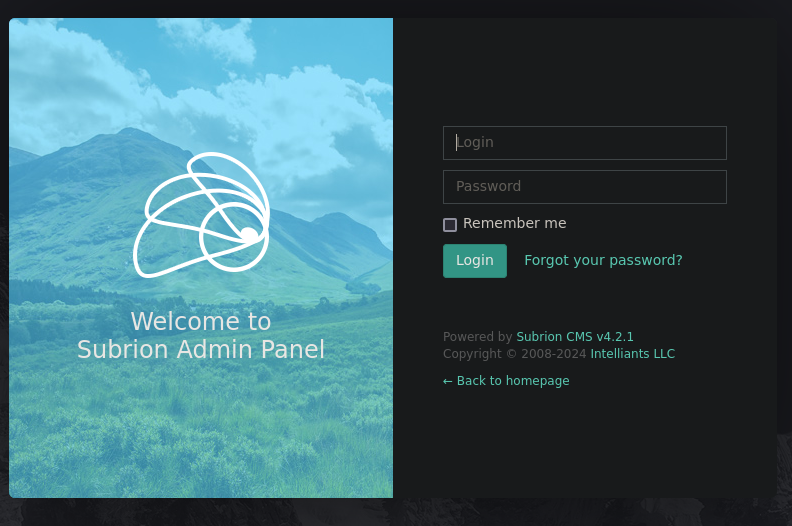 Welcome to
Subrion Admin Panel
Login
Password
Remember me
Login Forgot your password?
Powered by Subrion CMS v4.2.1
Copyright © 2008-2024 Intelliants LLC
← Back to homepage